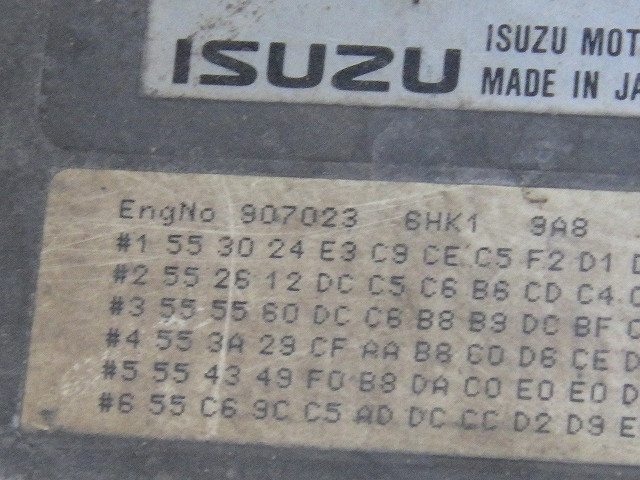 ISUZU
ISUZU MOT
MADE IN JA
EngNo 907023 6HK1 9A8
#1 55 30 24 E3 C9 CE C5 F2 D1 D
#2 55 26 12 DC C5 C6 B6 CD C4 C
#3 55 55 60 DC C6 B8 B9 DC BF C
#4 55 3A 29 CF AA B8 C0 D6 CE D
#5 55 43 49 F0 B8 DA C0 E0 E0 D
#6 55 C6 9C C5 AD DC CC D2 D9 E